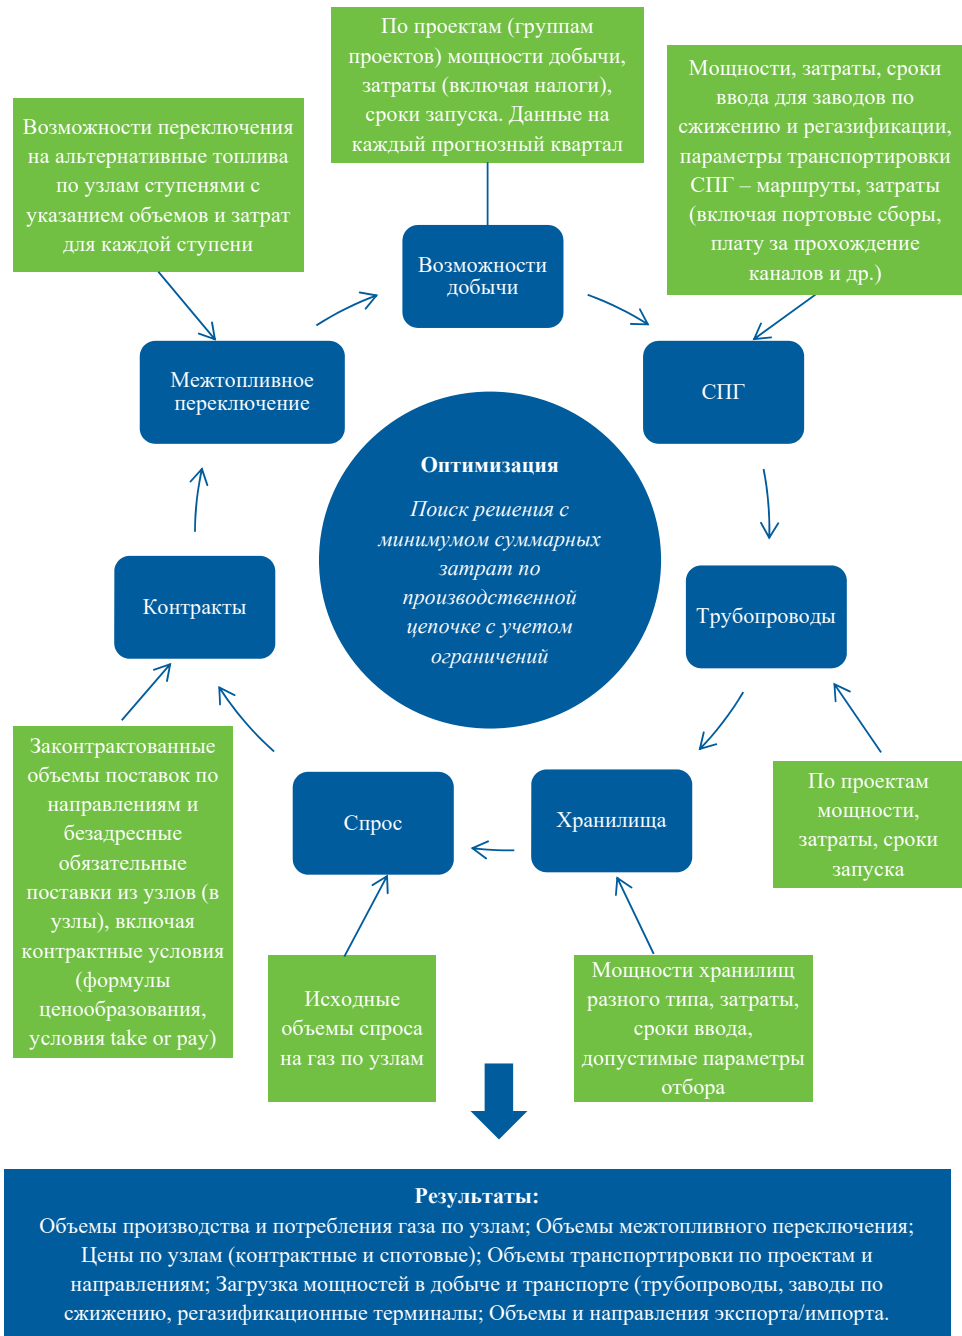 По проектам (группам
проектов) мощности добычи,
затраты (включая налоги),
сроки запуска. Данные на
каждый прогнозный квартал
Мощности, затраты, сроки
ввода для заводов по
сжижению и регазификации,
параметры транспортировки
СПГ – маршруты, затраты
(включая портовые сборы,
плату за прохождение
каналов и др.)
Возможности переключения
на альтернативные топлива
по узлам ступенями с
указанием объемов и затрат
для каждой ступени
Возможности
добычи
Межтопливное
переключение
СПГ
Оптимизация
Поиск решения с
минимумом суммарных
затрат по
производственной
цепочке с учетом
ограничений
Контракты
Трубопроводы
Законтрактованные
объемы поставок по
направлениям и
безадресные
обязательные
поставки из узлов (в
узлы), включая
контрактные условия
(формулы
ценообразования,
условия take or pay)
Спрос
Хранилища
По проектам
мощности,
затраты, сроки
запуска
Исходные
объемы спроса
на газ по узлам
Мощности хранилищ
разного типа, затраты,
сроки ввода,
допустимые параметры
отбора
Результаты:
Объемы производства и потребления газа по узлам; Объемы межтопливного переключения;
Цены по узлам (контрактные и спотовые); Объемы транспортировки по проектам и
направлениям; Загрузка мощностей в добыче и транспорте (трубопроводы, заводы по
сжижению, регазификационные терминалы; Объемы и направления экспорта/импорта.